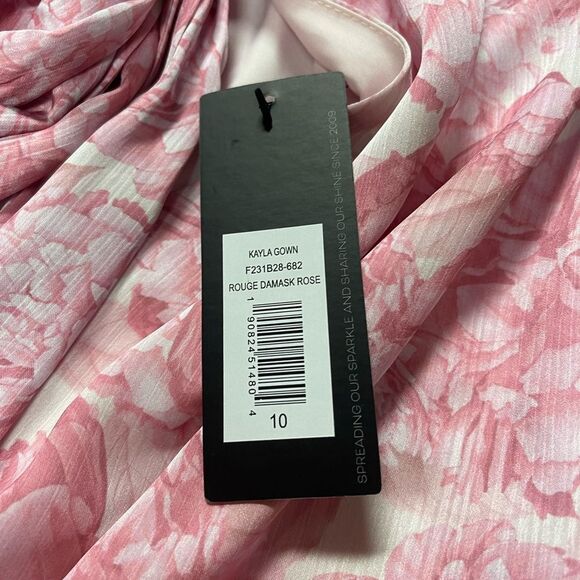 KAYLA GOWN
F231B28-682
ROUGE DAMASK ROSE
1 90824 51480 4
10
SPREADING OUR SPARKLE AND SHARING OUR SHINE SINCE 2009